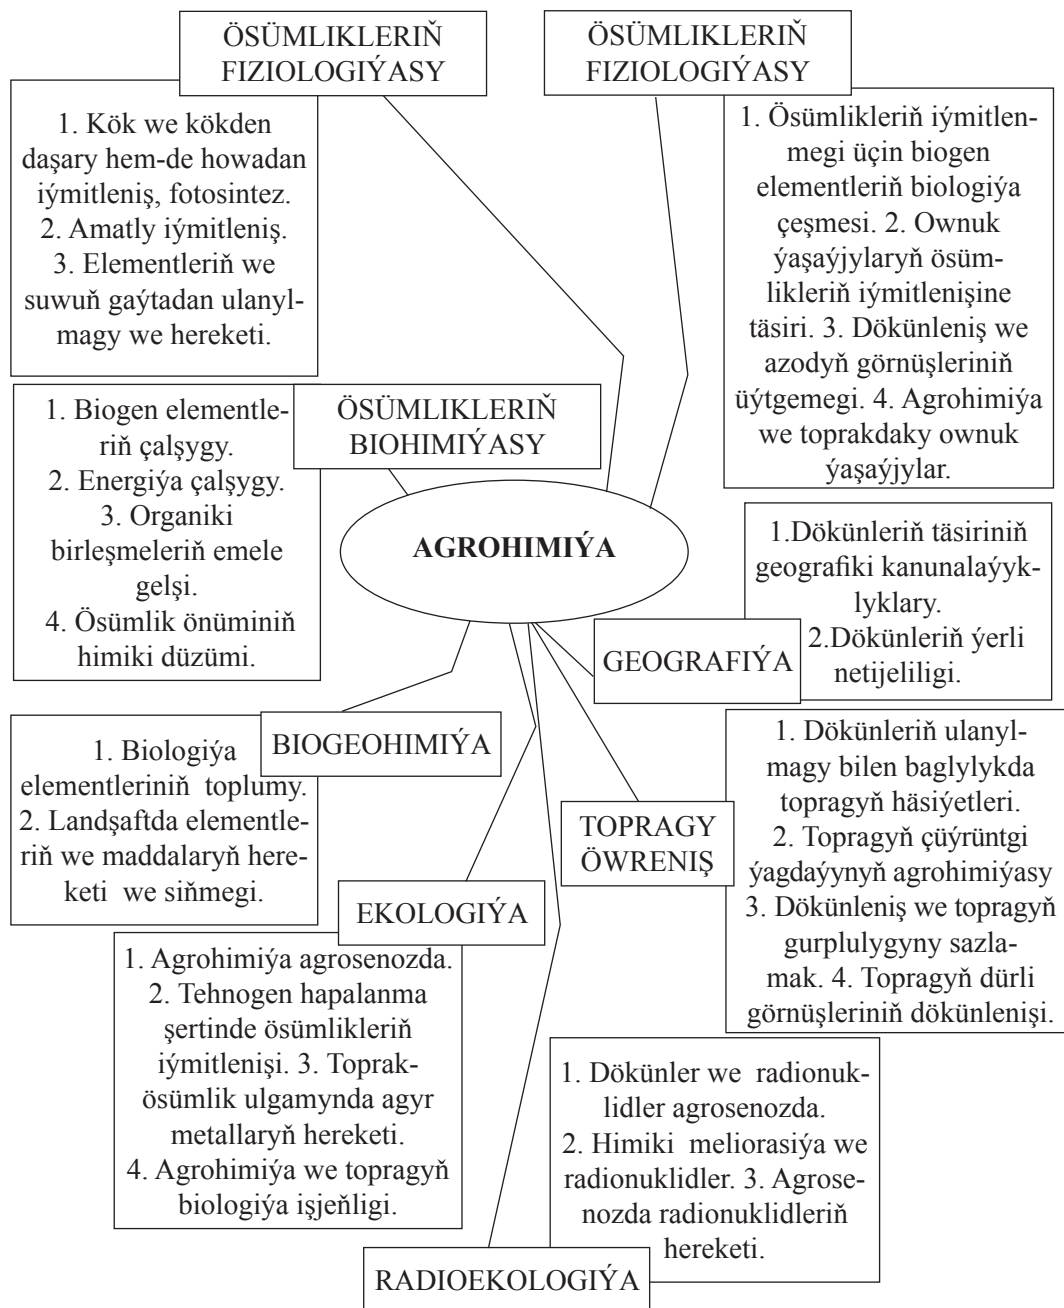 ÖSÜMLIKLERIŇ
FIZIOLOGIÝASY
1. Kök we kökden
daşary hem-de howadan
iýmitleniş, fotosintez.
2. Amatly iýmitleniş.
3. Elementleriň we
suwuň gaýtadan ulanyl-
magy we hereketi.
ÖSÜMLIKLERIŇ
FIZIOLOGIÝASY
1. Ösümlikleriň iýmitlen-
megi üçin biogen
elementleriň biologiýa
çeşmesi. 2. Ownuk
ýaşaýjylaryň ösüm-
likleriň iýmitlenişine
täsiri. 3. Dökünleniş we
azodyň görnüşleriniň
üýtgemegi. 4. Agrohimiýa
we toprakdaky ownuk
ýaşaýjylar.
ÖSÜMLIKLERIŇ
BIOHIMIÝASY
1. Biogen elementle-
riň çalşygy.
2. Energiýa çalşygy.
3. Organiki
birleşmeleriň emele
gelşi.
4. Ösümlik önüminiň
himiki düzümi.
AGROHIMIÝA
1.Dökünleriň täsiriniň
geografiki kanunalaýyk-
lyklary.
2.Dökünleriň ýerli
netijeliligi.
GEOGRAFIÝA
BIOGEOHIMIÝA
1. Biologiýa
elementleriniň toplumy.
2. Landşaftda elementle-
riň we maddalaryň here-
keti we siňmegi.
TOPRAGY
ÖWRENIŞ
1. Dökünleriň ulanyl-
magy bilen baglylykda
topragyň häsiýetleri.
2. Topragyň çüýrüntgi
ýagdaýynyň agrohimiýasy
3. Dökünleniş we topragyň
gurplulygyny sazla-
mak. 4. Topragyň dürli
görnüşleriniň dökünlenişi.
EKOLOGIÝA
1. Agrohimiýa agrosenozda.
2. Tehnogen hapalanma
şertinde ösümlikleriň
iýmitlenişi. 3. Toprak-
ösümlik ulgamynda agyr
metallaryň hereketi.
4. Agrohimiýa we topragyň
biologiýa işjeňligi.
1. Dökünler we radionuk-
lidler agrosenozda.
2. Himiki meliorasiýa we
radionuklidler. 3. Agrose-
nozda radionuklidleriň
hereketi.
RADIOEKOLOGIÝA